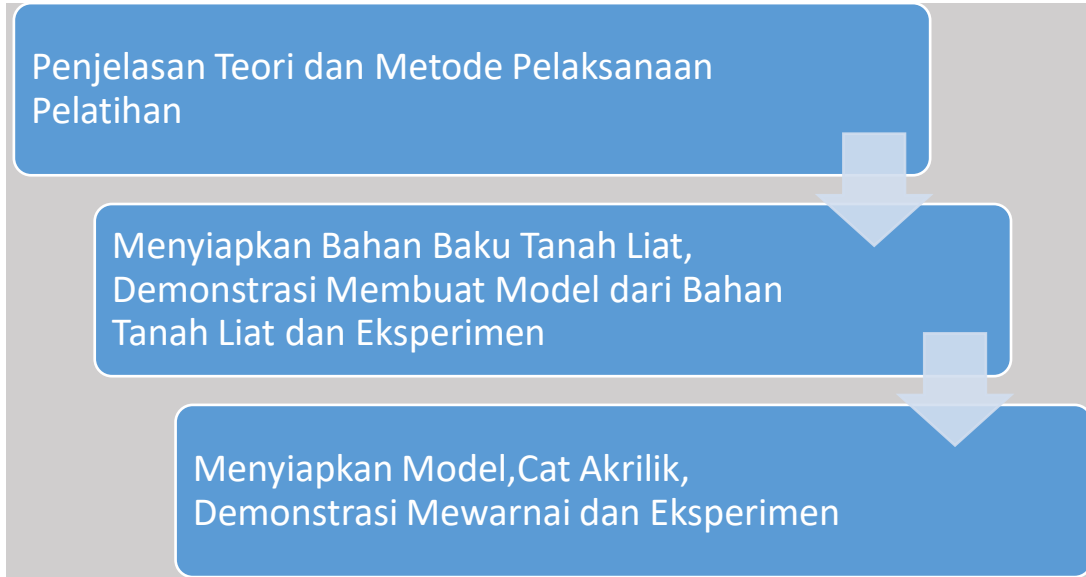 Penjelasan Teori dan Metode Pelaksanaan
Pelatihan
Menyiapkan Bahan Baku Tanah Liat,
Demonstrasi Membuat Model dari Bahan
Tanah Liat dan Eksperimen
Menyiapkan Model,Cat Akrilik,
Demonstrasi Mewarnai dan Eksperimen